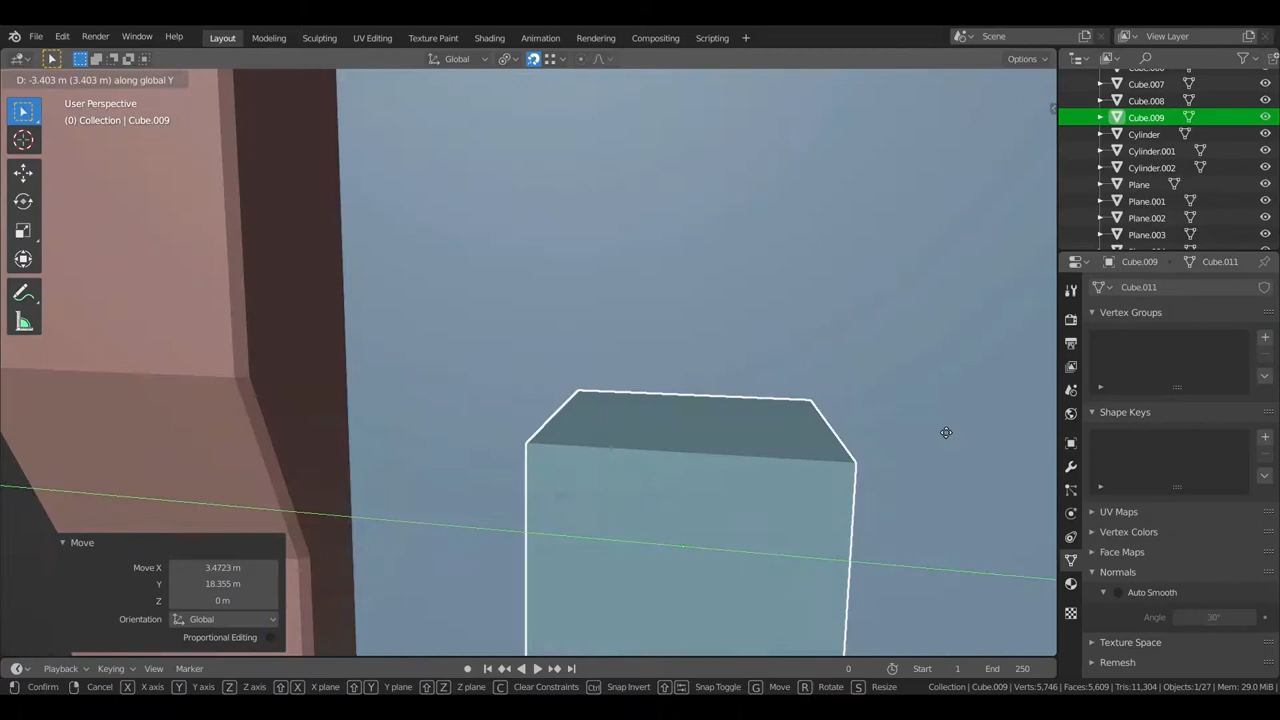 File Edit Render Window Help Layout Modeling Sculpting UV Editing Texture Paint Shading Animation Rendering Compositing Scripting + Scene View Layer
Global Options
D: -3.403 m (3.403 m) along global Y
User Perspective
(0) Collection | Cube.009
Cube.007
Cube.008
Cube.009
Cylinder
Cylinder.001
Cylinder.002
Plane
Plane.001
Plane.002
Plane.003
Cube.009 Cube.011
Cube.011
Vertex Groups
Shape Keys
UV Maps
Vertex Colors
Face Maps
Normals
Auto Smooth
Angle 30°
Texture Space
Remesh
Move
Move X 3.4723 m
Y 18.355 m
Z 0 m
Orientation Global
Proportional Editing
Playback Keying View Marker 0 Start 1 End 250
Confirm Cancel X X axis Y Y axis Z Z axis X X plane Y Y plane Z Z plane C Clear Constraints Ctrl Snap Invert Snap Toggle G Move R Rotate S Resize Collection | Cube.009 | Verts:5,746 | Faces:5,609 | Tris:11,304 | Objects:1/27 | Mem: 29.0 MiB